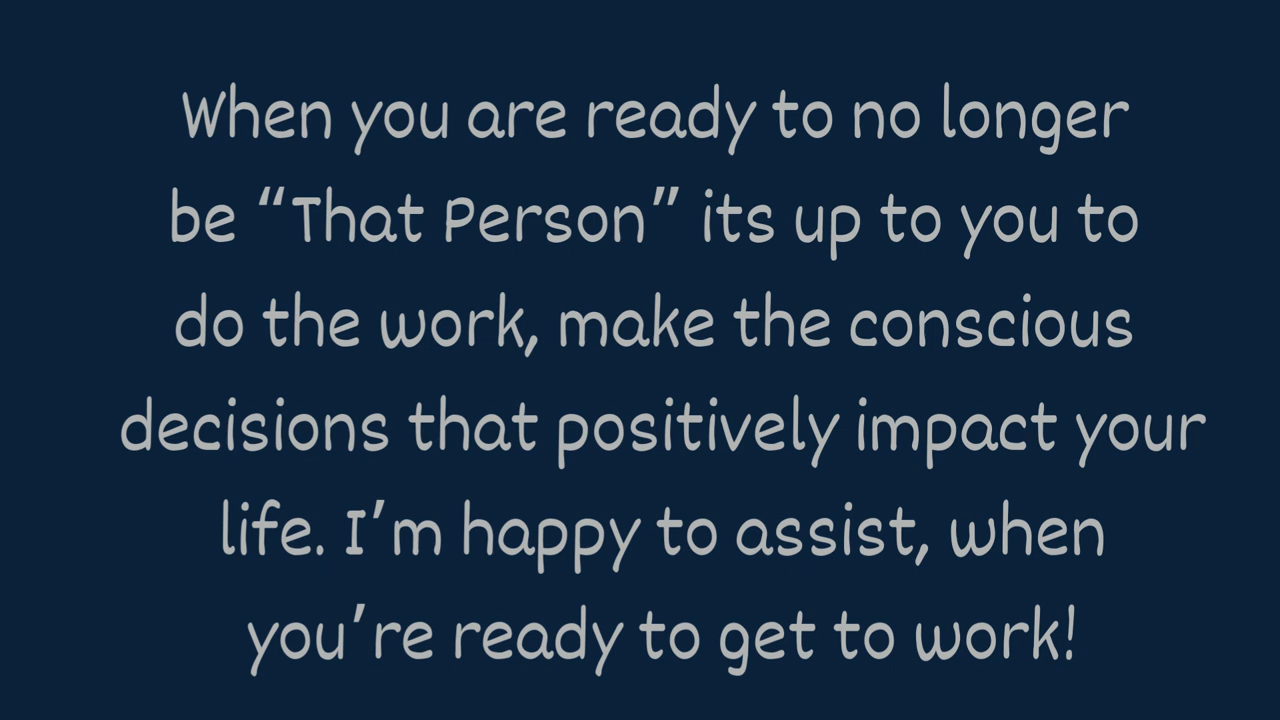 When you are ready to no longer
be “That Person” its up to you to
do the work, make the conscious
decisions that positively impact your
life. I’m happy to assist, when
you’re ready to get to work!